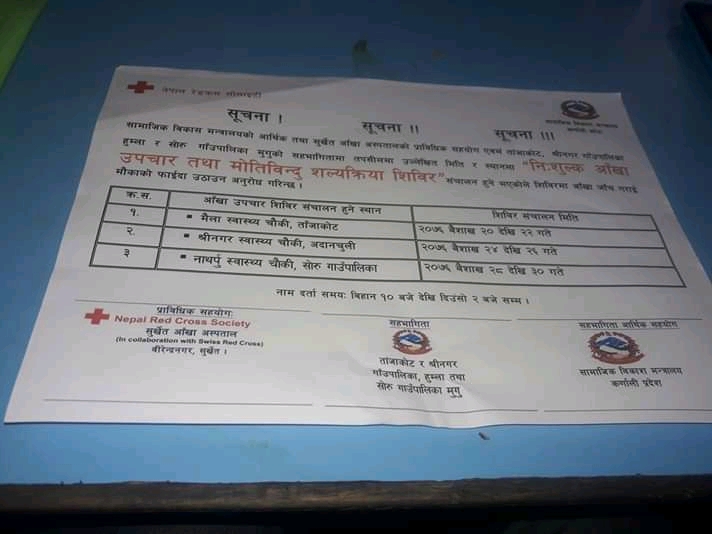 नेपाल रेडक्रस सोसाइटी
सामाजिक विकास मन्त्रालय
कर्णाली प्रदेश
सूचना ! सूचना !! सूचना !!!
सामाजिक विकास मन्त्रालयको आर्थिक तथा सुर्खेत आँखा अस्पतालको प्राविधिक सहयोग एवमं तांजाकोट, श्रीनगर गाउँपालिका
हुम्ला र सोरु गाउँपालिका मुगुको सहभागितामा तपसीलमा उल्लेखित मिति र स्थानमा "निःशुल्क आँखा
उपचार तथा मोतिविन्दु शल्यक्रिया शिविर" संचालन हुने भएकोले शिविरमा आँखा जाँच गराई
मौकाको फाईदा उठाउन अनुरोध गरिन्छ ।
क्र.स. आँखा उपचार शिविर संचालन हुने स्थान शिविर संचालन मिति
१. मैला स्वास्थ्य चौकी, ताँजाकोट २०७६ बैशाख २० देखि २२ गते
२. श्रीनगर स्वास्थ्य चौकी, अदानचुली २०७६ बैशाख २४ देखि २६ गते
३ नाथर्पु स्वास्थ्य चौकी, सोरु गाउँपालिका २०७६ बैशाख २८ देखि ३० गते
नाम दर्ता समयः बिहान १० बजे देखि दिउंसो २ बजे सम्म ।
प्राविधिक सहयोगः
Nepal Red Cross Society
सुर्खेत आँखा अस्पताल
(In collaboration with Swiss Red Cross)
वीरेन्द्रनगर, सुर्खेत ।
सहभागिता
तांजाकोट र श्रीनगर
गाँउपालिका, हुम्ला तथा
सोरु गाउँपालिका मुगु
सहभागिता आर्थिक सहयोग
सामाजिक विकाश मन्त्रालय
कर्णाली प्रदेश